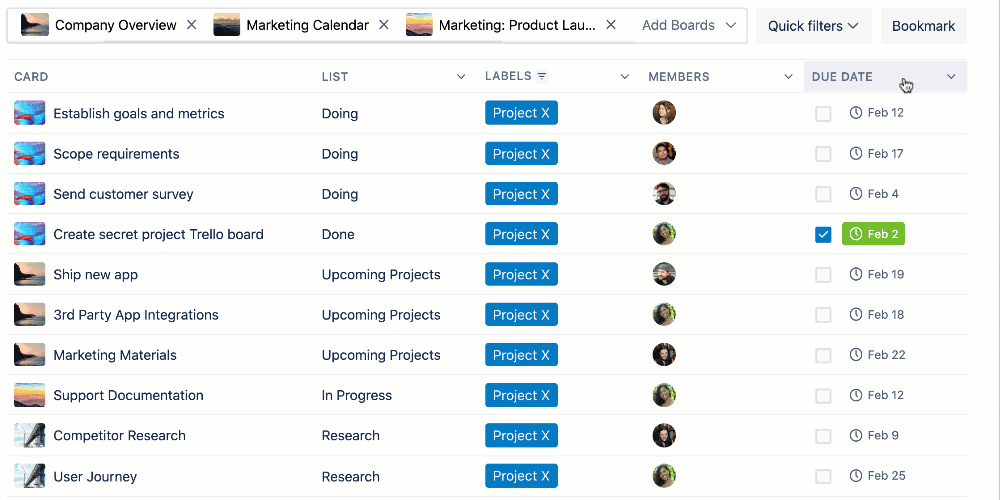 Company Overview Marketing Calendar Marketing: Product Lau... Add Boards Quick filters Bookmark
CARD LIST LABELS MEMBERS DUE DATE
Establish goals and metrics Doing Project X Feb 12
Scope requirements Doing Project X Feb 17
Send customer survey Doing Project X Feb 4
Create secret project Trello board Done Project X Feb 2
Ship new app Upcoming Projects Project X Feb 19
3rd Party App Integrations Upcoming Projects Project X Feb 18
Marketing Materials Upcoming Projects Project X Feb 22
Support Documentation In Progress Project X Feb 12
Competitor Research Research Project X Feb 9
User Journey Research Project X Feb 25